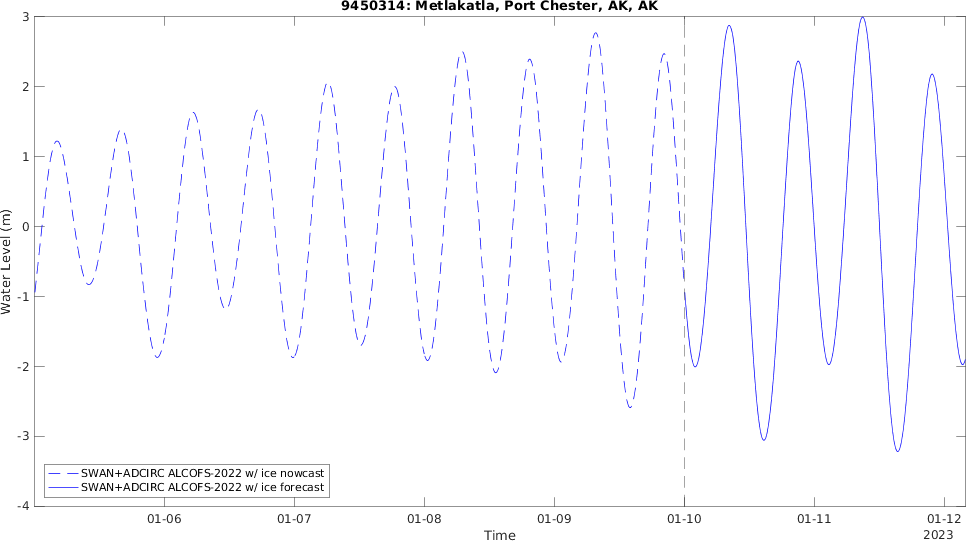 9450314: Metlakatla, Port Chester, AK, AK
Water Level (m)
3
2
1
0
-1
-2
-3
-4
SWAN+ADCIRC ALCOFS-2022 w/ ice nowcast
SWAN+ADCIRC ALCOFS-2022 w/ ice forecast
01-06 01-07 01-08 01-09 01-10 01-11 01-12
2023
Time